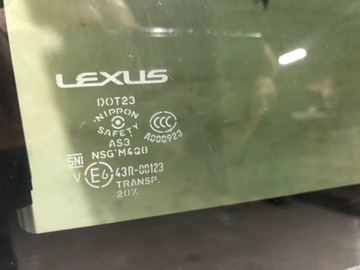 LEXUS
DOT23
NIPPON
SAFETY
CCC
A000923
AS3
NSG M4Q8
SNI
V E6 43R-00123
TRANSP.
20%